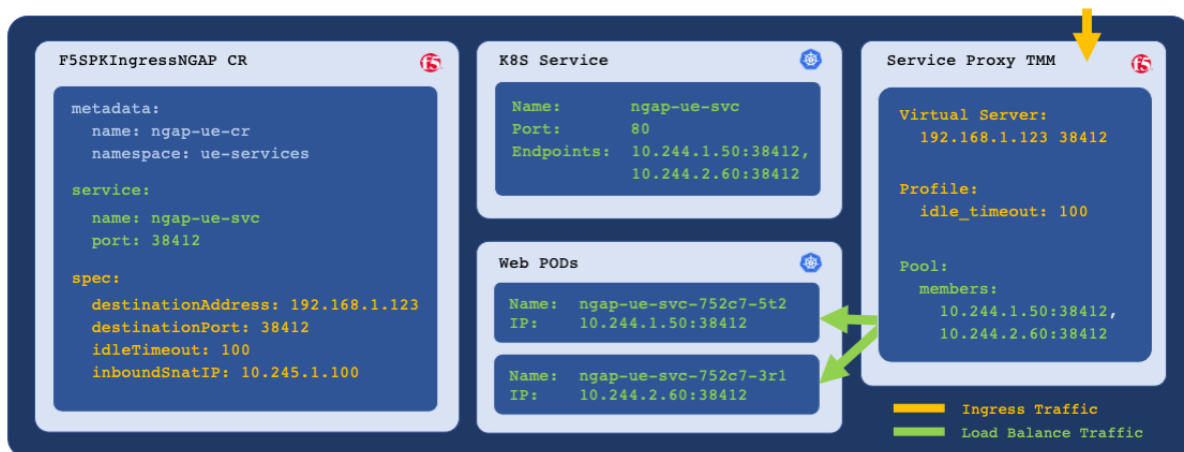 F5SPKIngressNGAP CR
f5
metadata:
name: ngap-ue-cr
namespace: ue-services
service:
name: ngap-ue-svc
port: 38412
spec:
destinationAddress: 192.168.1.123
destinationPort: 38412
idleTimeout: 100
inboundSnatIP: 10.245.1.100
K8S Service
Name: ngap-ue-svc
Port: 80
Endpoints: 10.244.1.50:38412,
10.244.2.60:38412
Web PODs
Name: ngap-ue-svc-752c7-5t2
IP: 10.244.1.50:38412
Name: ngap-ue-svc-752c7-3r1
IP: 10.244.2.60:38412
Service Proxy TMM
f5
Virtual Server:
192.168.1.123 38412
Profile:
idle_timeout: 100
Pool:
members:
10.244.1.50:38412,
10.244.2.60:38412
Ingress Traffic
Load Balance Traffic